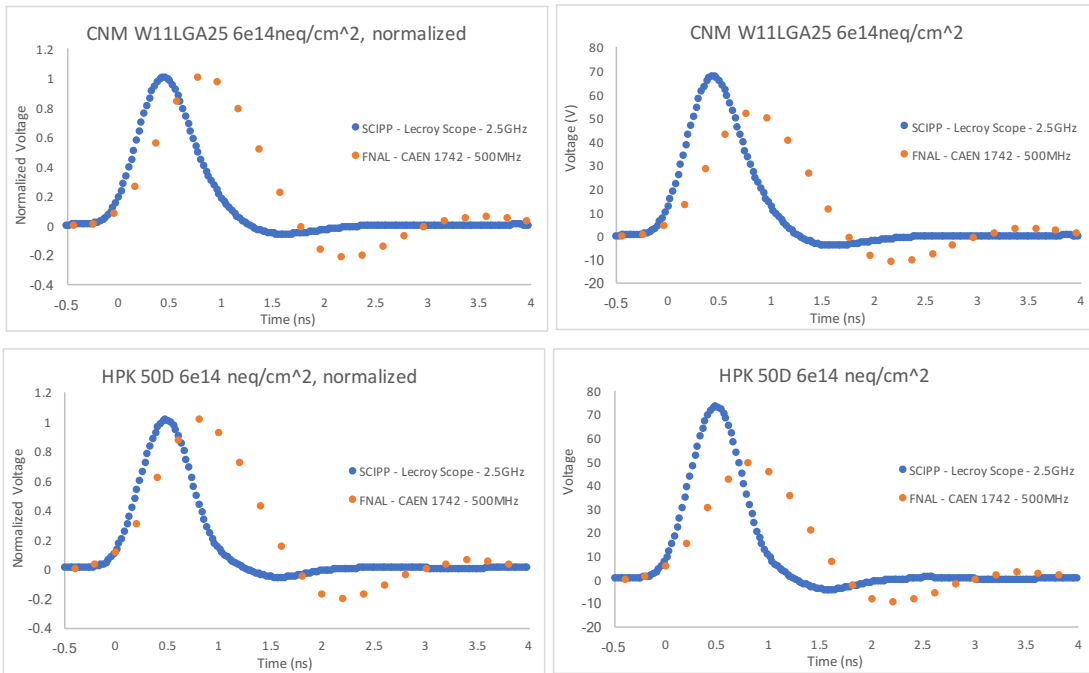 CNM W11LGA25 6e14neq/cm^2, normalized
1.2
1
0.8
0.6
0.4
0.2
0
-0.2
-0.4
Normalized Voltage
SCIPP - Lecroy Scope - 2.5GHz
FNAL - CAEN 1742 - 500MHz
-0.5 0 0.5 1 1.5 2 2.5 3 3.5 4
Time (ns)
CNM W11LGA25 6e14neq/cm^2
80
70
60
50
40
30
20
10
0
-10
-20
Voltage (V)
SCIPP - Lecroy Scope - 2.5GHz
FNAL - CAEN 1742 - 500MHz
-0.5 0 0.5 1 1.5 2 2.5 3 3.5 4
Time (ns)
HPK 50D 6e14 neq/cm^2, normalized
1.2
1
0.8
0.6
0.4
0.2
0
-0.2
-0.4
Normalized Voltage
SCIPP - Lecroy Scope - 2.5GHz
FNAL - CAEN 1742 - 500MHz
-0.5 0 0.5 1 1.5 2 2.5 3 3.5 4
Time (ns)
HPK 50D 6e14 neq/cm^2
80
70
60
50
40
30
20
10
0
-10
-20
Voltage
SCIPP - Lecroy Scope - 2.5GHz
FNAL - CAEN 1742 - 500MHz
-0.5 0 0.5 1 1.5 2 2.5 3 3.5 4
Time (ns)